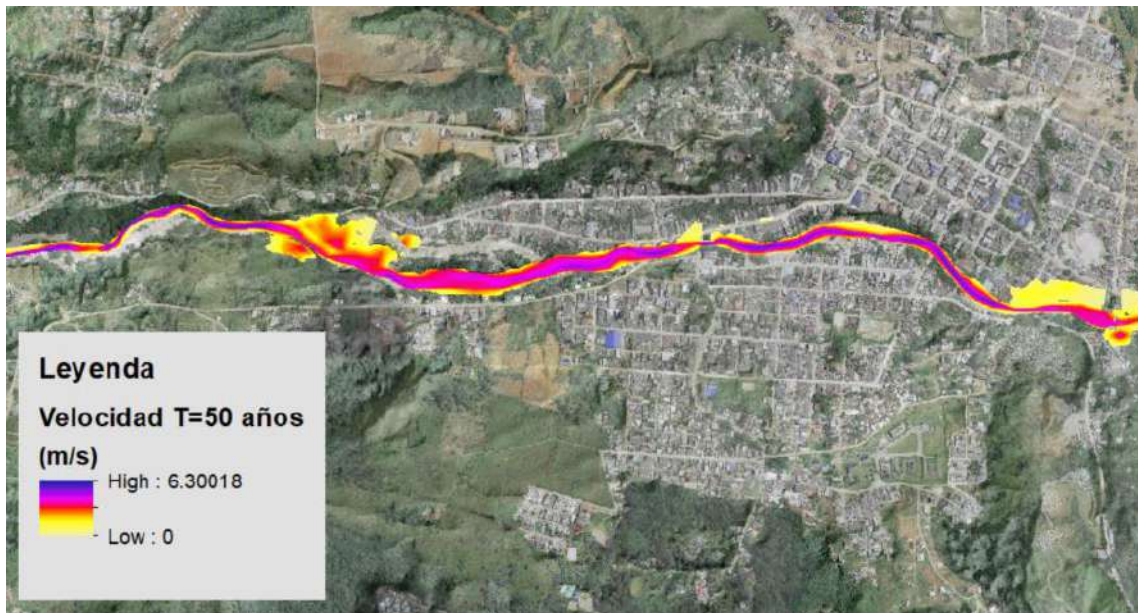 Leyenda
Velocidad T=50 años
(m/s)
High : 6.30018
Low : 0